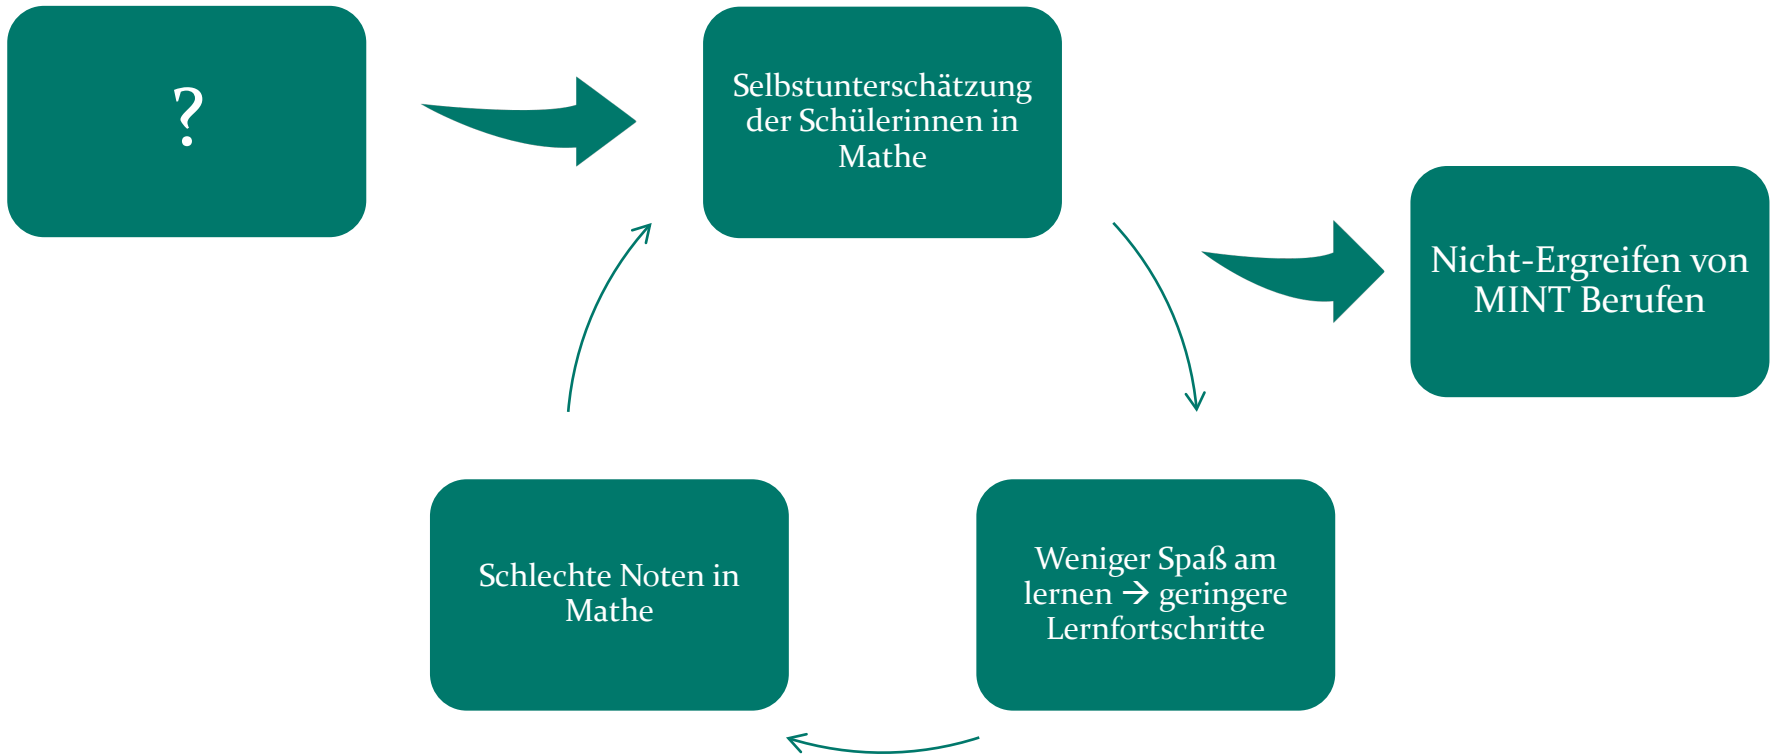 ?
Selbstunterschätzung
der Schülerinnen in
Mathe
Nicht-Ergreifen von
MINT Berufen
Weniger Spaß am
lernen → geringere
Lernfortschritte
Schlechte Noten in
Mathe